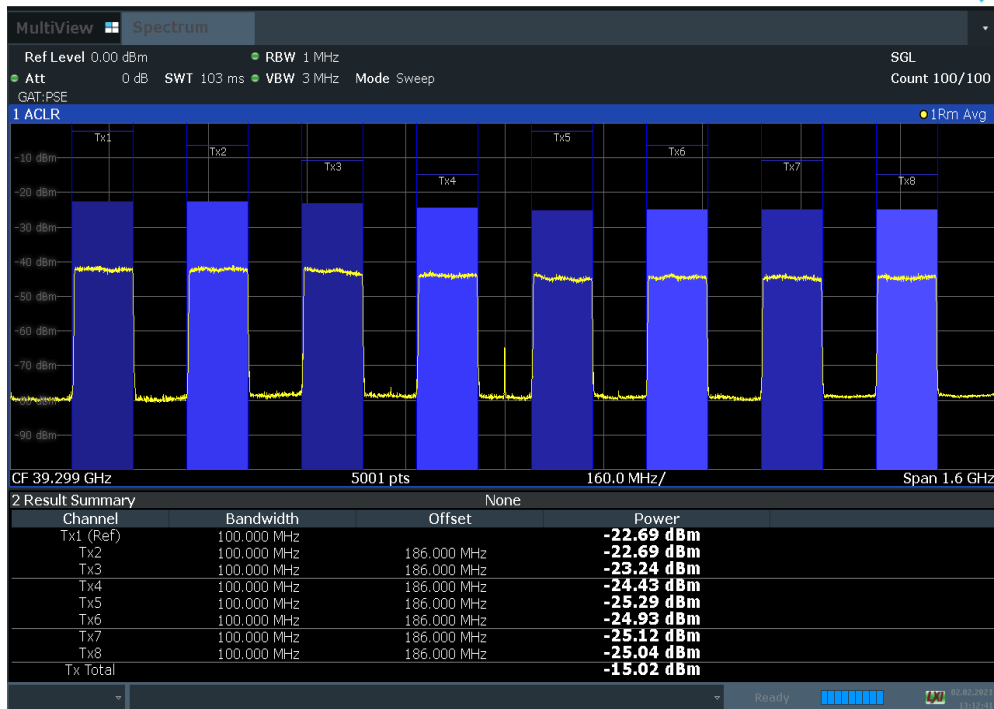 MultiView Spectrum
Ref Level 0.00 dBm RBW 1 MHz SGL
Att 0 dB SWT 103 ms VBW 3 MHz Mode Sweep Count 100/100
GAT:PSE
1 ACLR 1Rm Avg
Tx1 Tx5
Tx2 Tx6
-10 dBm
Tx3 Tx7
Tx4 Tx8
-20 dBm
-30 dBm
-40 dBm
-50 dBm
-60 dBm
-70 dBm
-80 dBm
-90 dBm
CF 39.299 GHz 5001 pts 160.0 MHz/ Span 1.6 GHz
2 Result Summary None
Channel Bandwidth Offset Power
Tx1 (Ref) 100.000 MHz -22.69 dBm
Tx2 100.000 MHz 186.000 MHz -22.69 dBm
Tx3 100.000 MHz 186.000 MHz -23.24 dBm
Tx4 100.000 MHz 186.000 MHz -24.43 dBm
Tx5 100.000 MHz 186.000 MHz -25.29 dBm
Tx6 100.000 MHz 186.000 MHz -24.93 dBm
Tx7 100.000 MHz 186.000 MHz -25.12 dBm
Tx8 100.000 MHz 186.000 MHz -25.04 dBm
Tx Total -15.02 dBm
Ready 02.02.2021